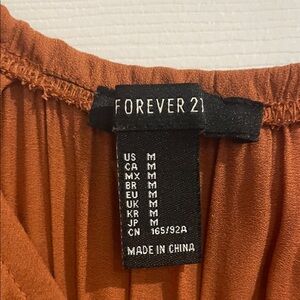 FOREVER 21
US M
CA M
MX M
BR M
EU M
UK M
KR M
JP M
CN 165/92A
MADE IN CHINA